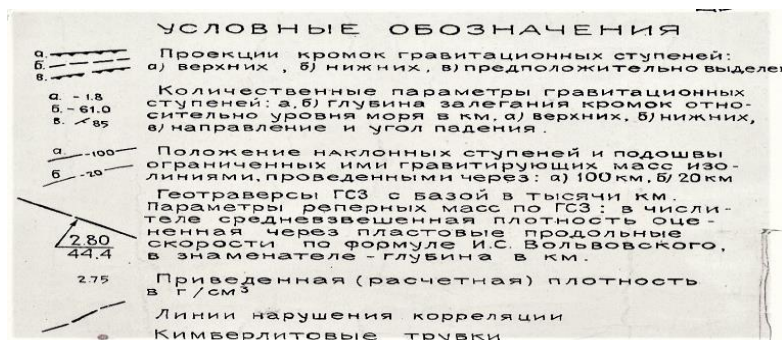 УСЛОВНЫЕ ОБОЗНАЧЕНИЯ
а.
б.
в.
Проекции кромок гравитационных ступеней:
а) верхних , б) нижних , в) предположительно выделе
а. - 1.8
б. - 61.0
в. 85
Количественные параметры гравитационных
ступеней: а, б) глубина залегания кромок отно-
сительно уровня моря в км, а) верхних, б) нижних,
в) направление и угол падения .
а -100
б -20
Положение наклонных ступеней и подошвы
ограниченных ими гравитирующих масс изо-
линиями, проведенными через: а) 100 км, б) 20 км
Геотраверсы ГСЗ с базой в тысячи км.
Параметры реперных масс по ГСЗ : в числи-
теле средневзвешенная плотность оце-
ненная через пластовые продольные
скорости по формуле И.С. Вольвовского,
в знаменателе - глубина в км.
2.80
44.4
2.75
Приведенная (расчетная) плотность
в г/см³
Линии нарушения корреляции
Кимберлитовые трубки